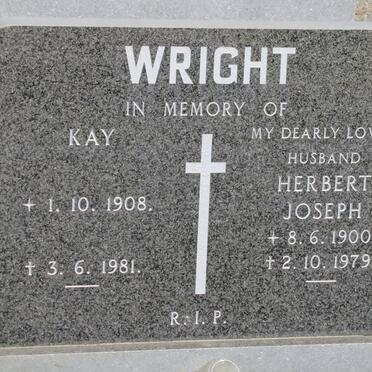 WRIGHT
IN MEMORY OF
KAY
+ 1. 10. 1908.
† 3. 6. 1981.
MY DEARLY LOV
HUSBAND
HERBERT
JOSEPH
+ 8. 6. 1900
† 2. 10. 1979
R. I. P.